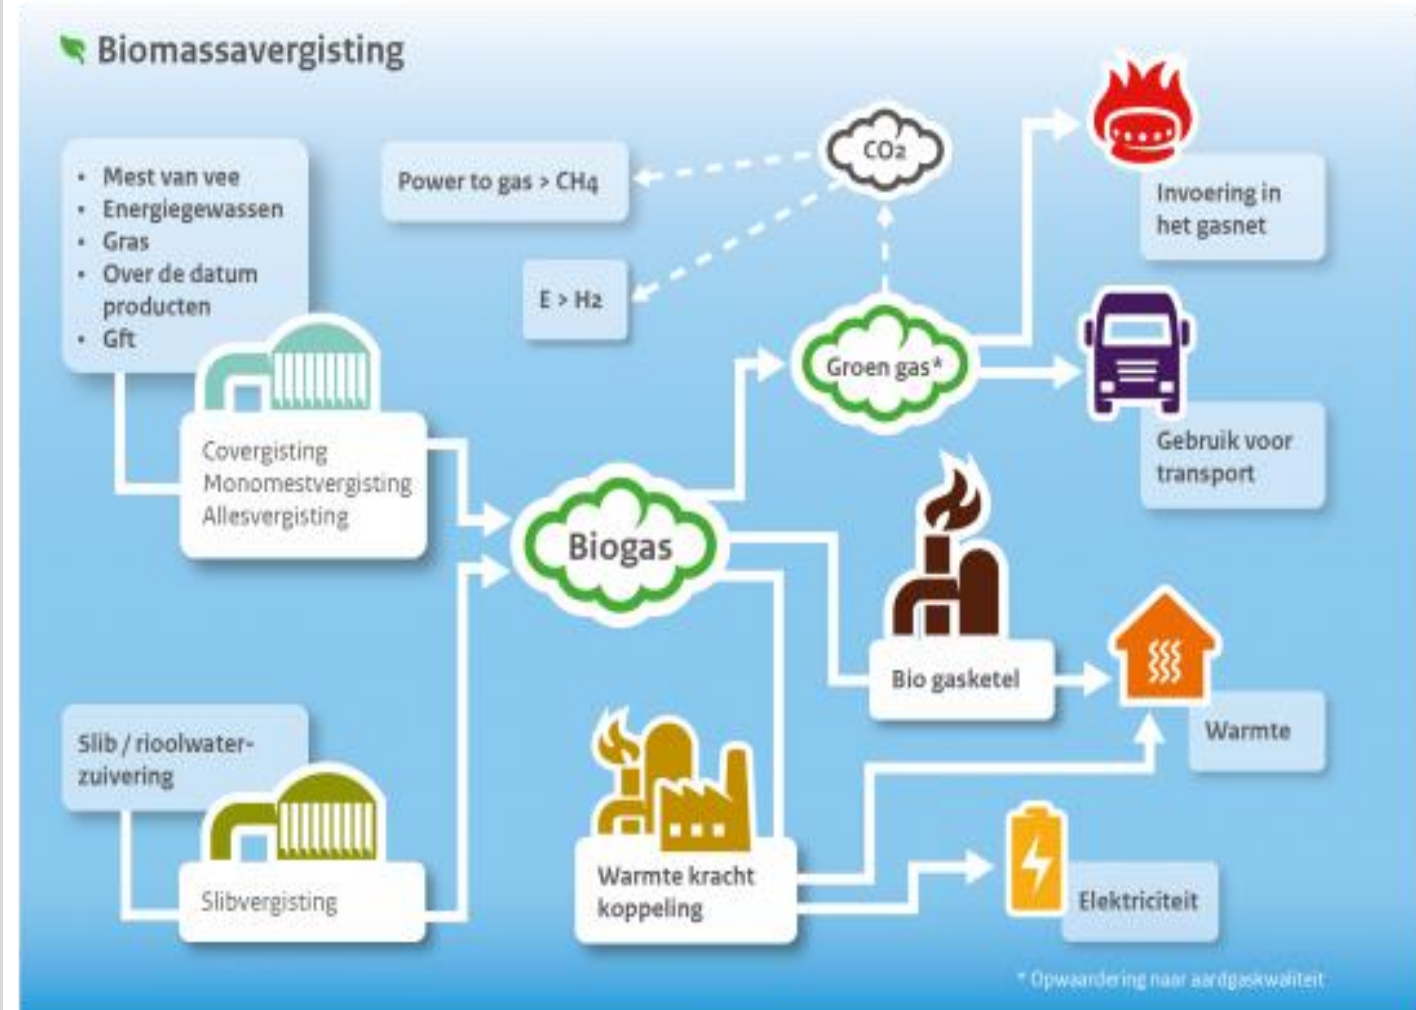 Biomassavergisting
• Mest van vee
• Energiegewassen
• Gras
• Over de datum
producten
• Gft
Covergisting
Monomestvergisting
Allesvergisting
Slib / rioolwater-
zuivering
Slibvergisting
Power to gas > CH4
E > H2
CO2
Groen gas*
Biogas
Invoering in
het gasnet
Gebruik voor
transport
Bio gasketel
Warmte
Warmte kracht
koppeling
Elektriciteit
* Opwaardering naar aardgaskwaliteit